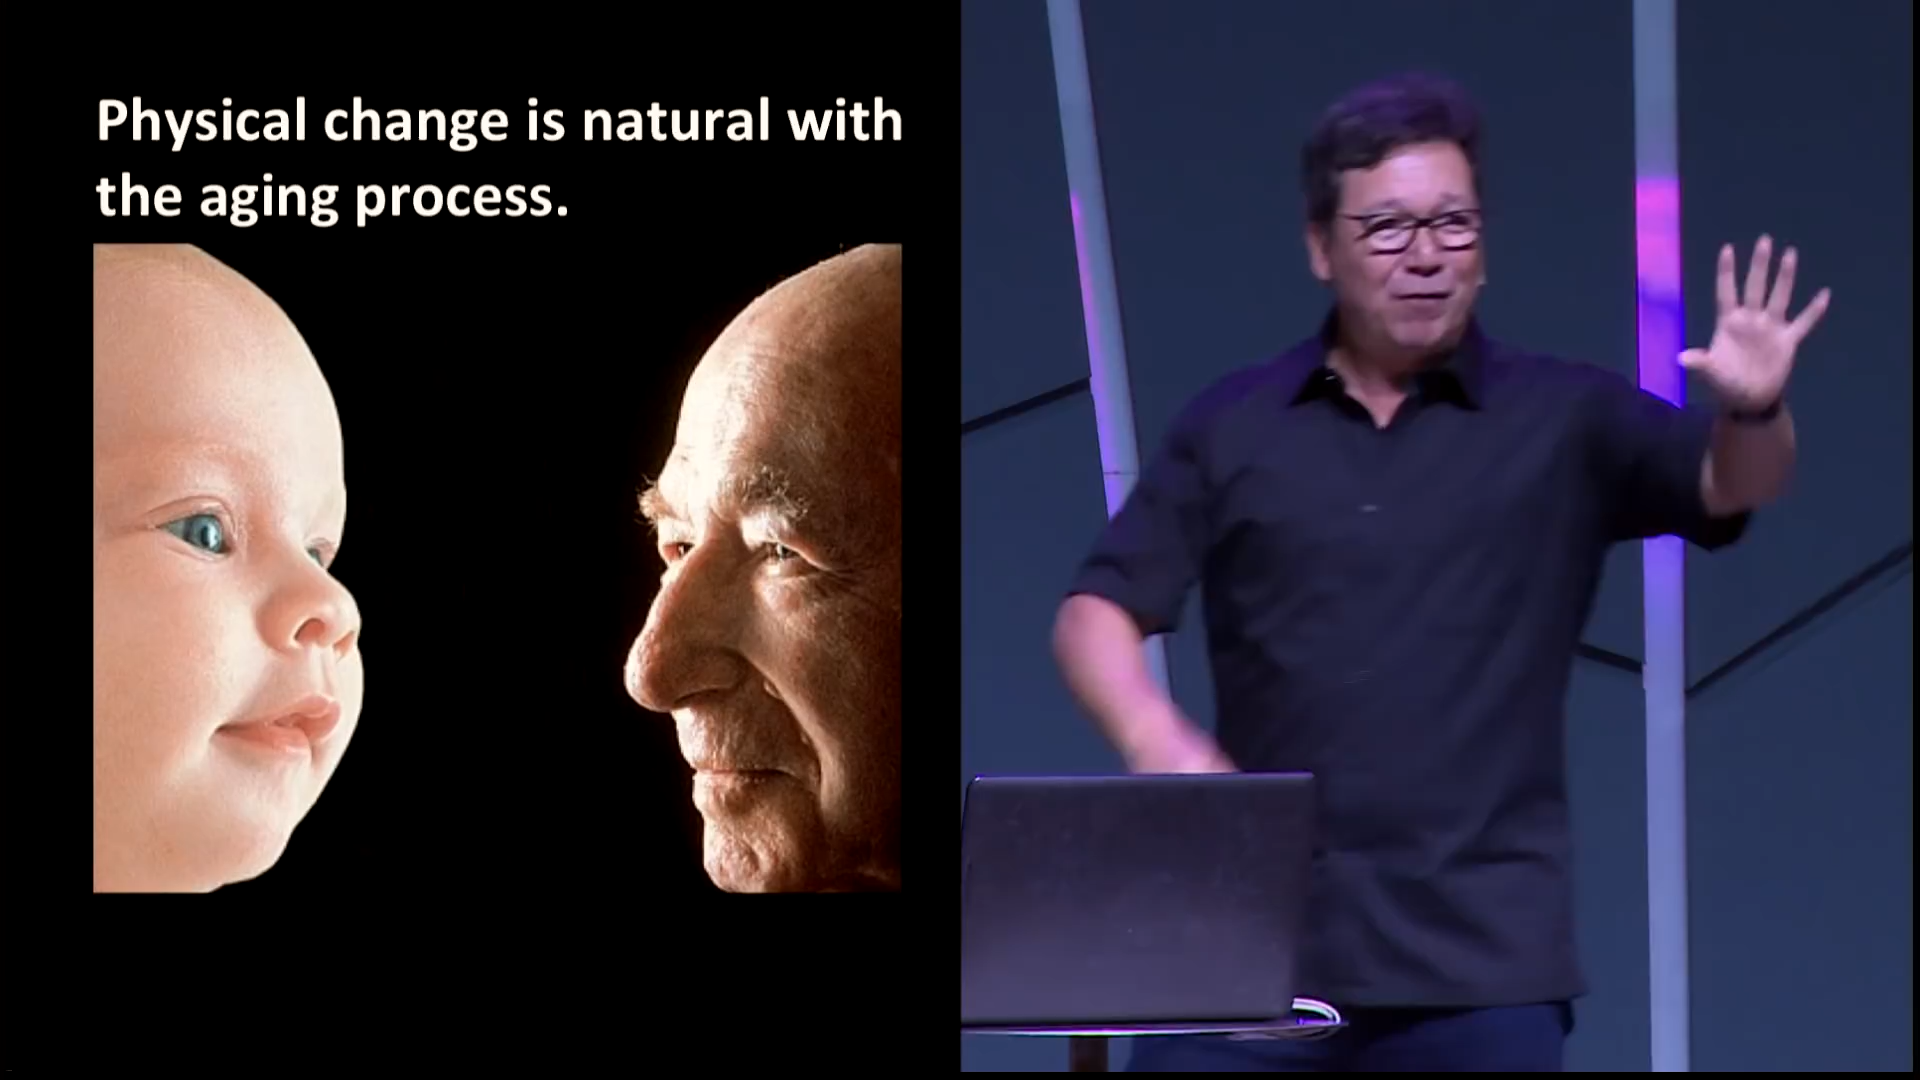 Physical change is natural with
the aging process.